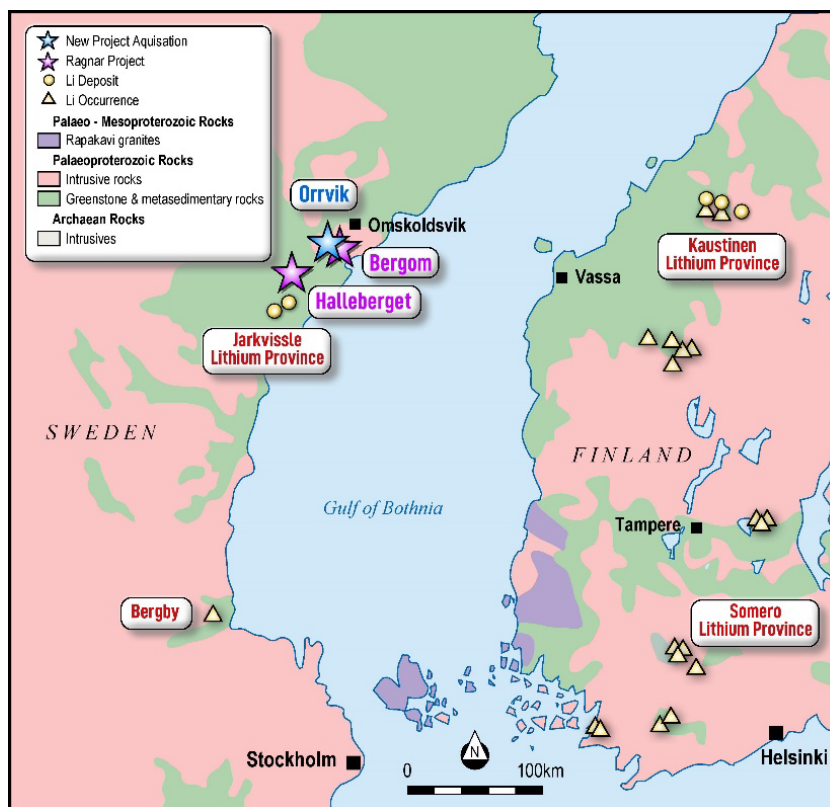 New Project Aquisation
Ragnar Project
Li Deposit
Li Occurrence
Palaeo - Mesoproterozoic Rocks
Rapakavi granites
Palaeoproterozoic Rocks
Intrusive rocks
Greenstone & metasedimentary rocks
Archaean Rocks
Intrusives
Orrvik
Omskoldsvik
Bergom
Halleberget
Jarkvissle
Lithium Province
Kaustinen
Lithium Province
Vassa
SWEDEN
FINLAND
Gulf of Bothnia
Tampere
Bergby
Somero
Lithium Province
Stockholm
N
0 100km
Helsinki